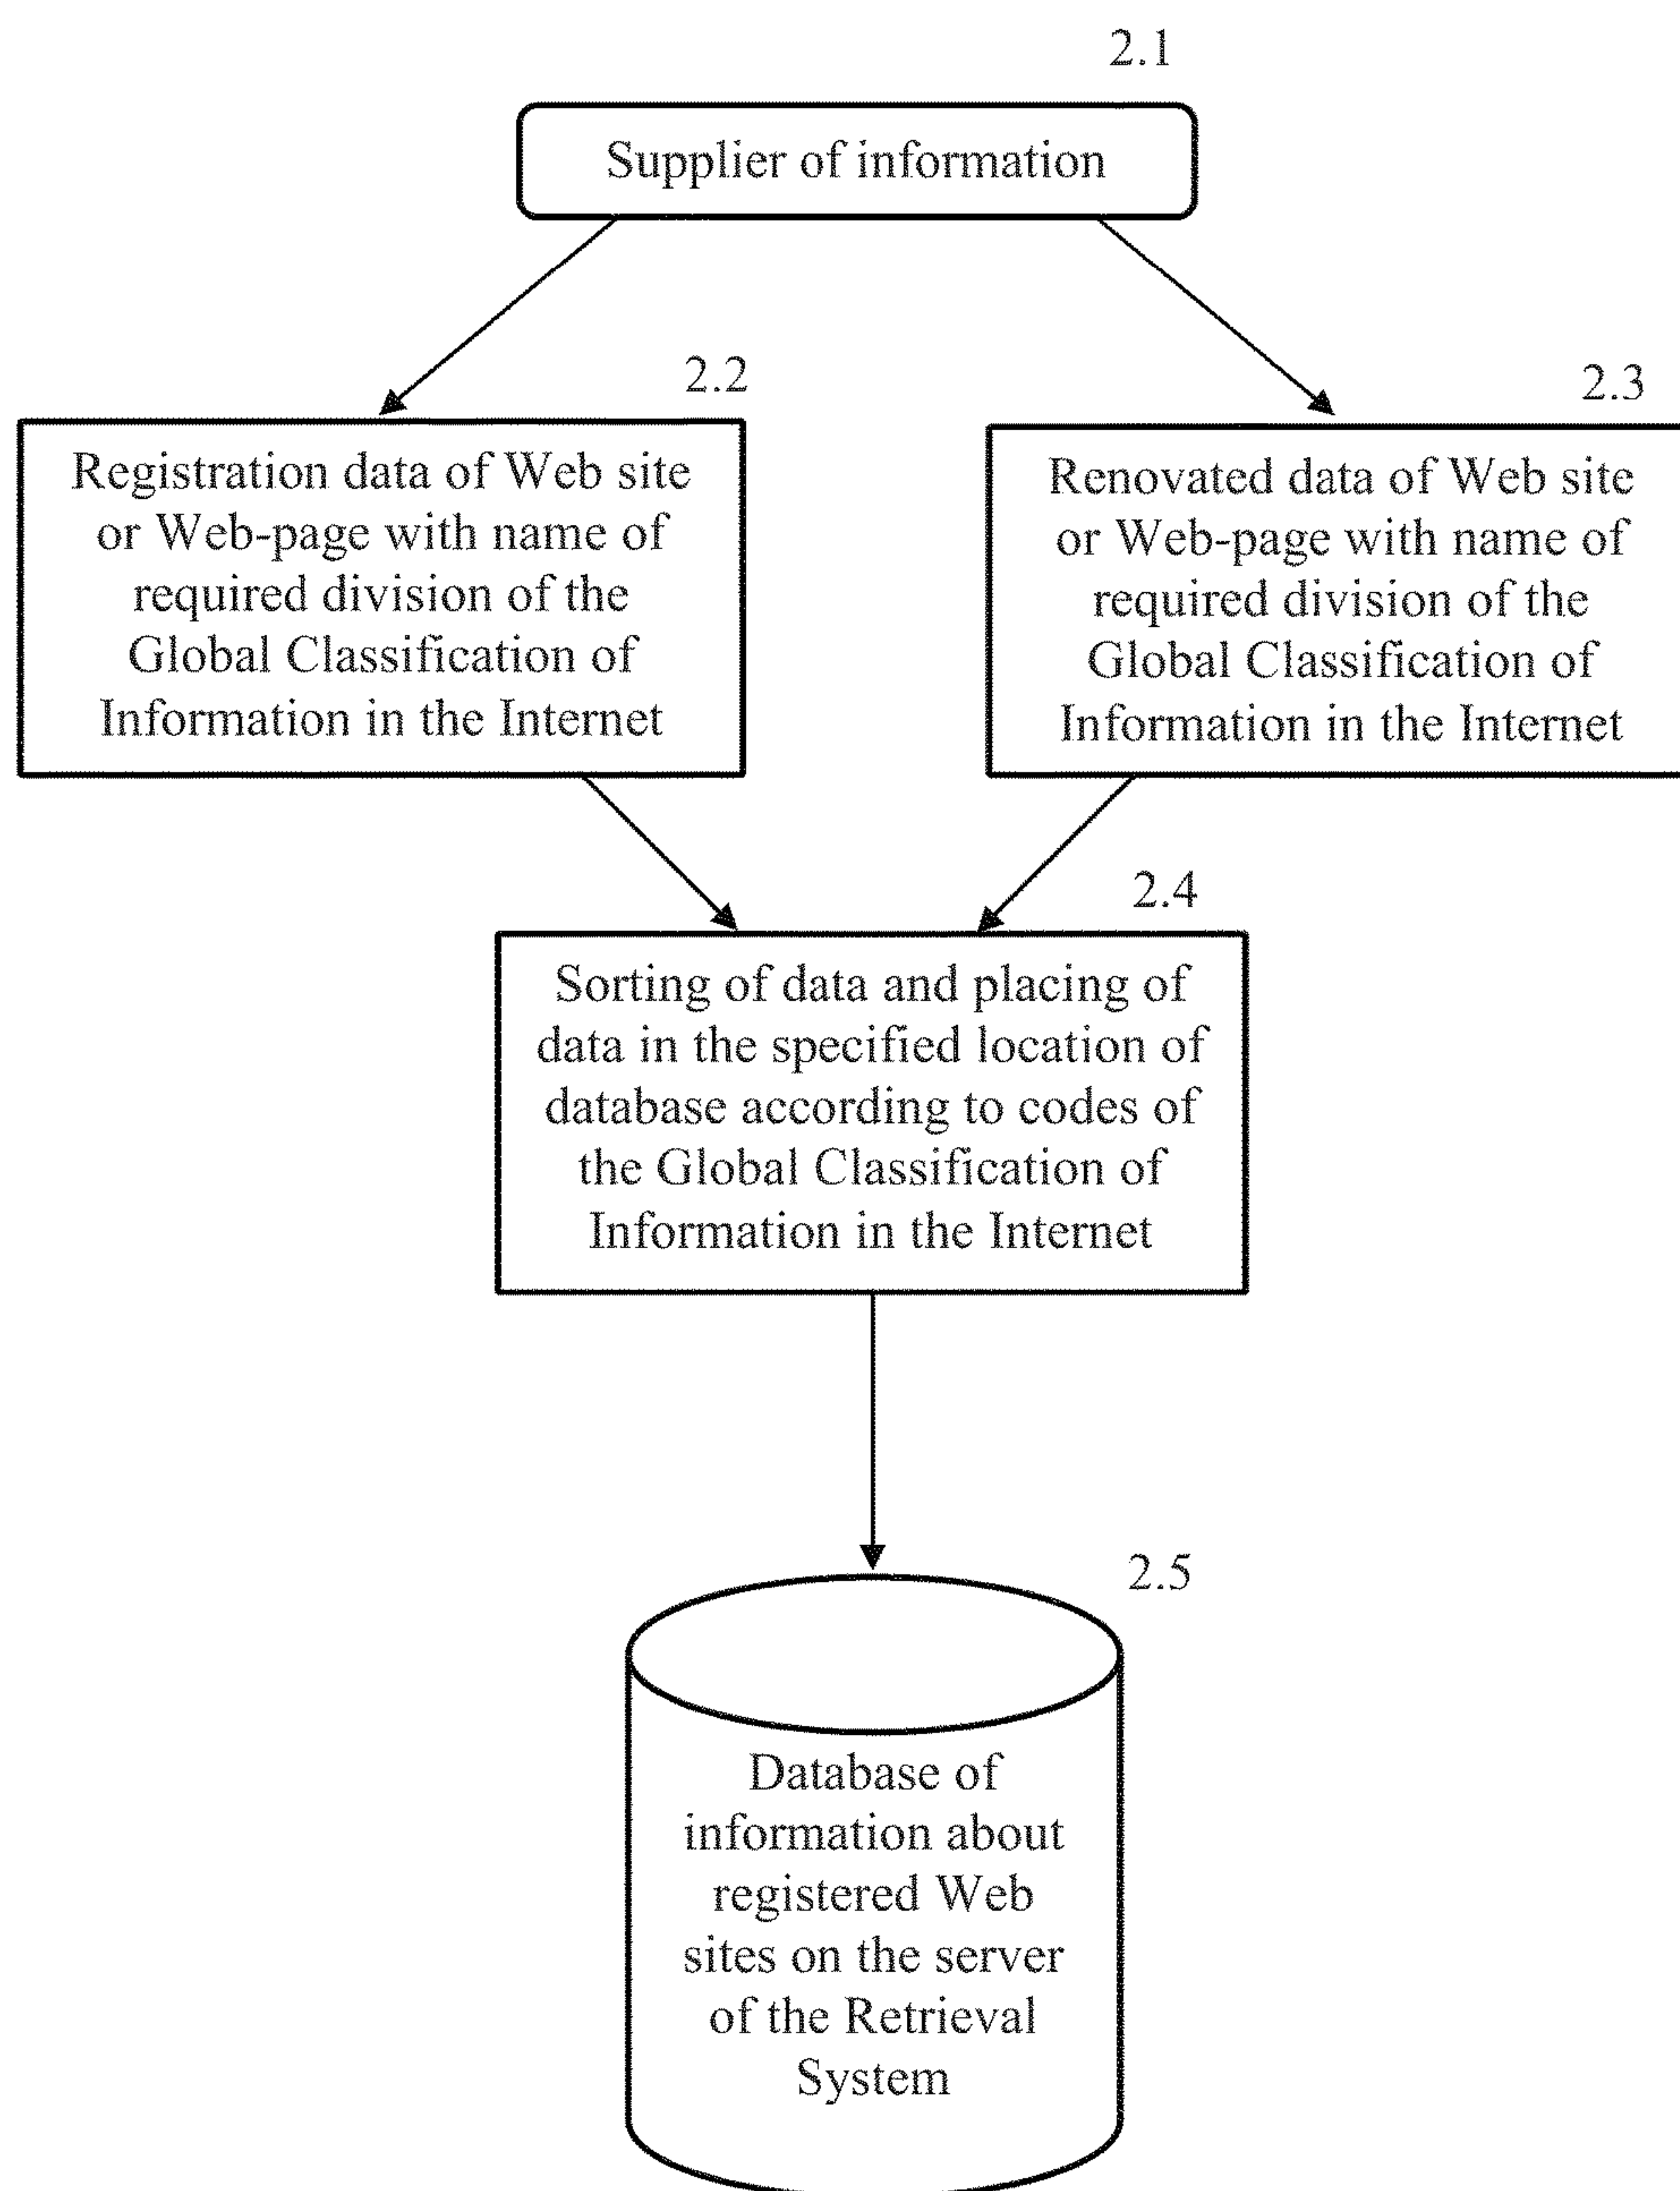 2.1
Supplier of information
2.2
Registration data of Web site
or Web-page with name of
required division of the
Global Classification of
Information in the Internet
2.3
Renovated data of Web site
or Web-page with name of
required division of the
Global Classification of
Information in the Internet
2.4
Sorting of data and placing of
data in the specified location of
database according to codes of
the Global Classification of
Information in the Internet
2.5
Database of
information about
registered Web
sites on the server
of the Retrieval
System